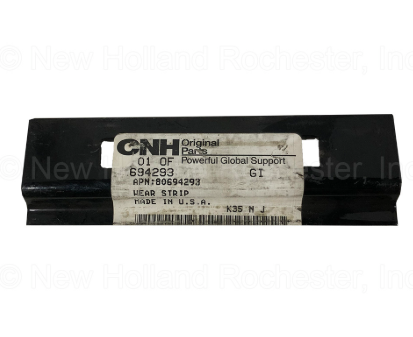 © New Holland Rochester, Inc
CNH Original
Parts
01 OF Powerful Global Support
694293 GI
APN:80694293
WEAR STRIP
MADE IN U.S.A. K35 N J
© New Holland Rochester, Inc